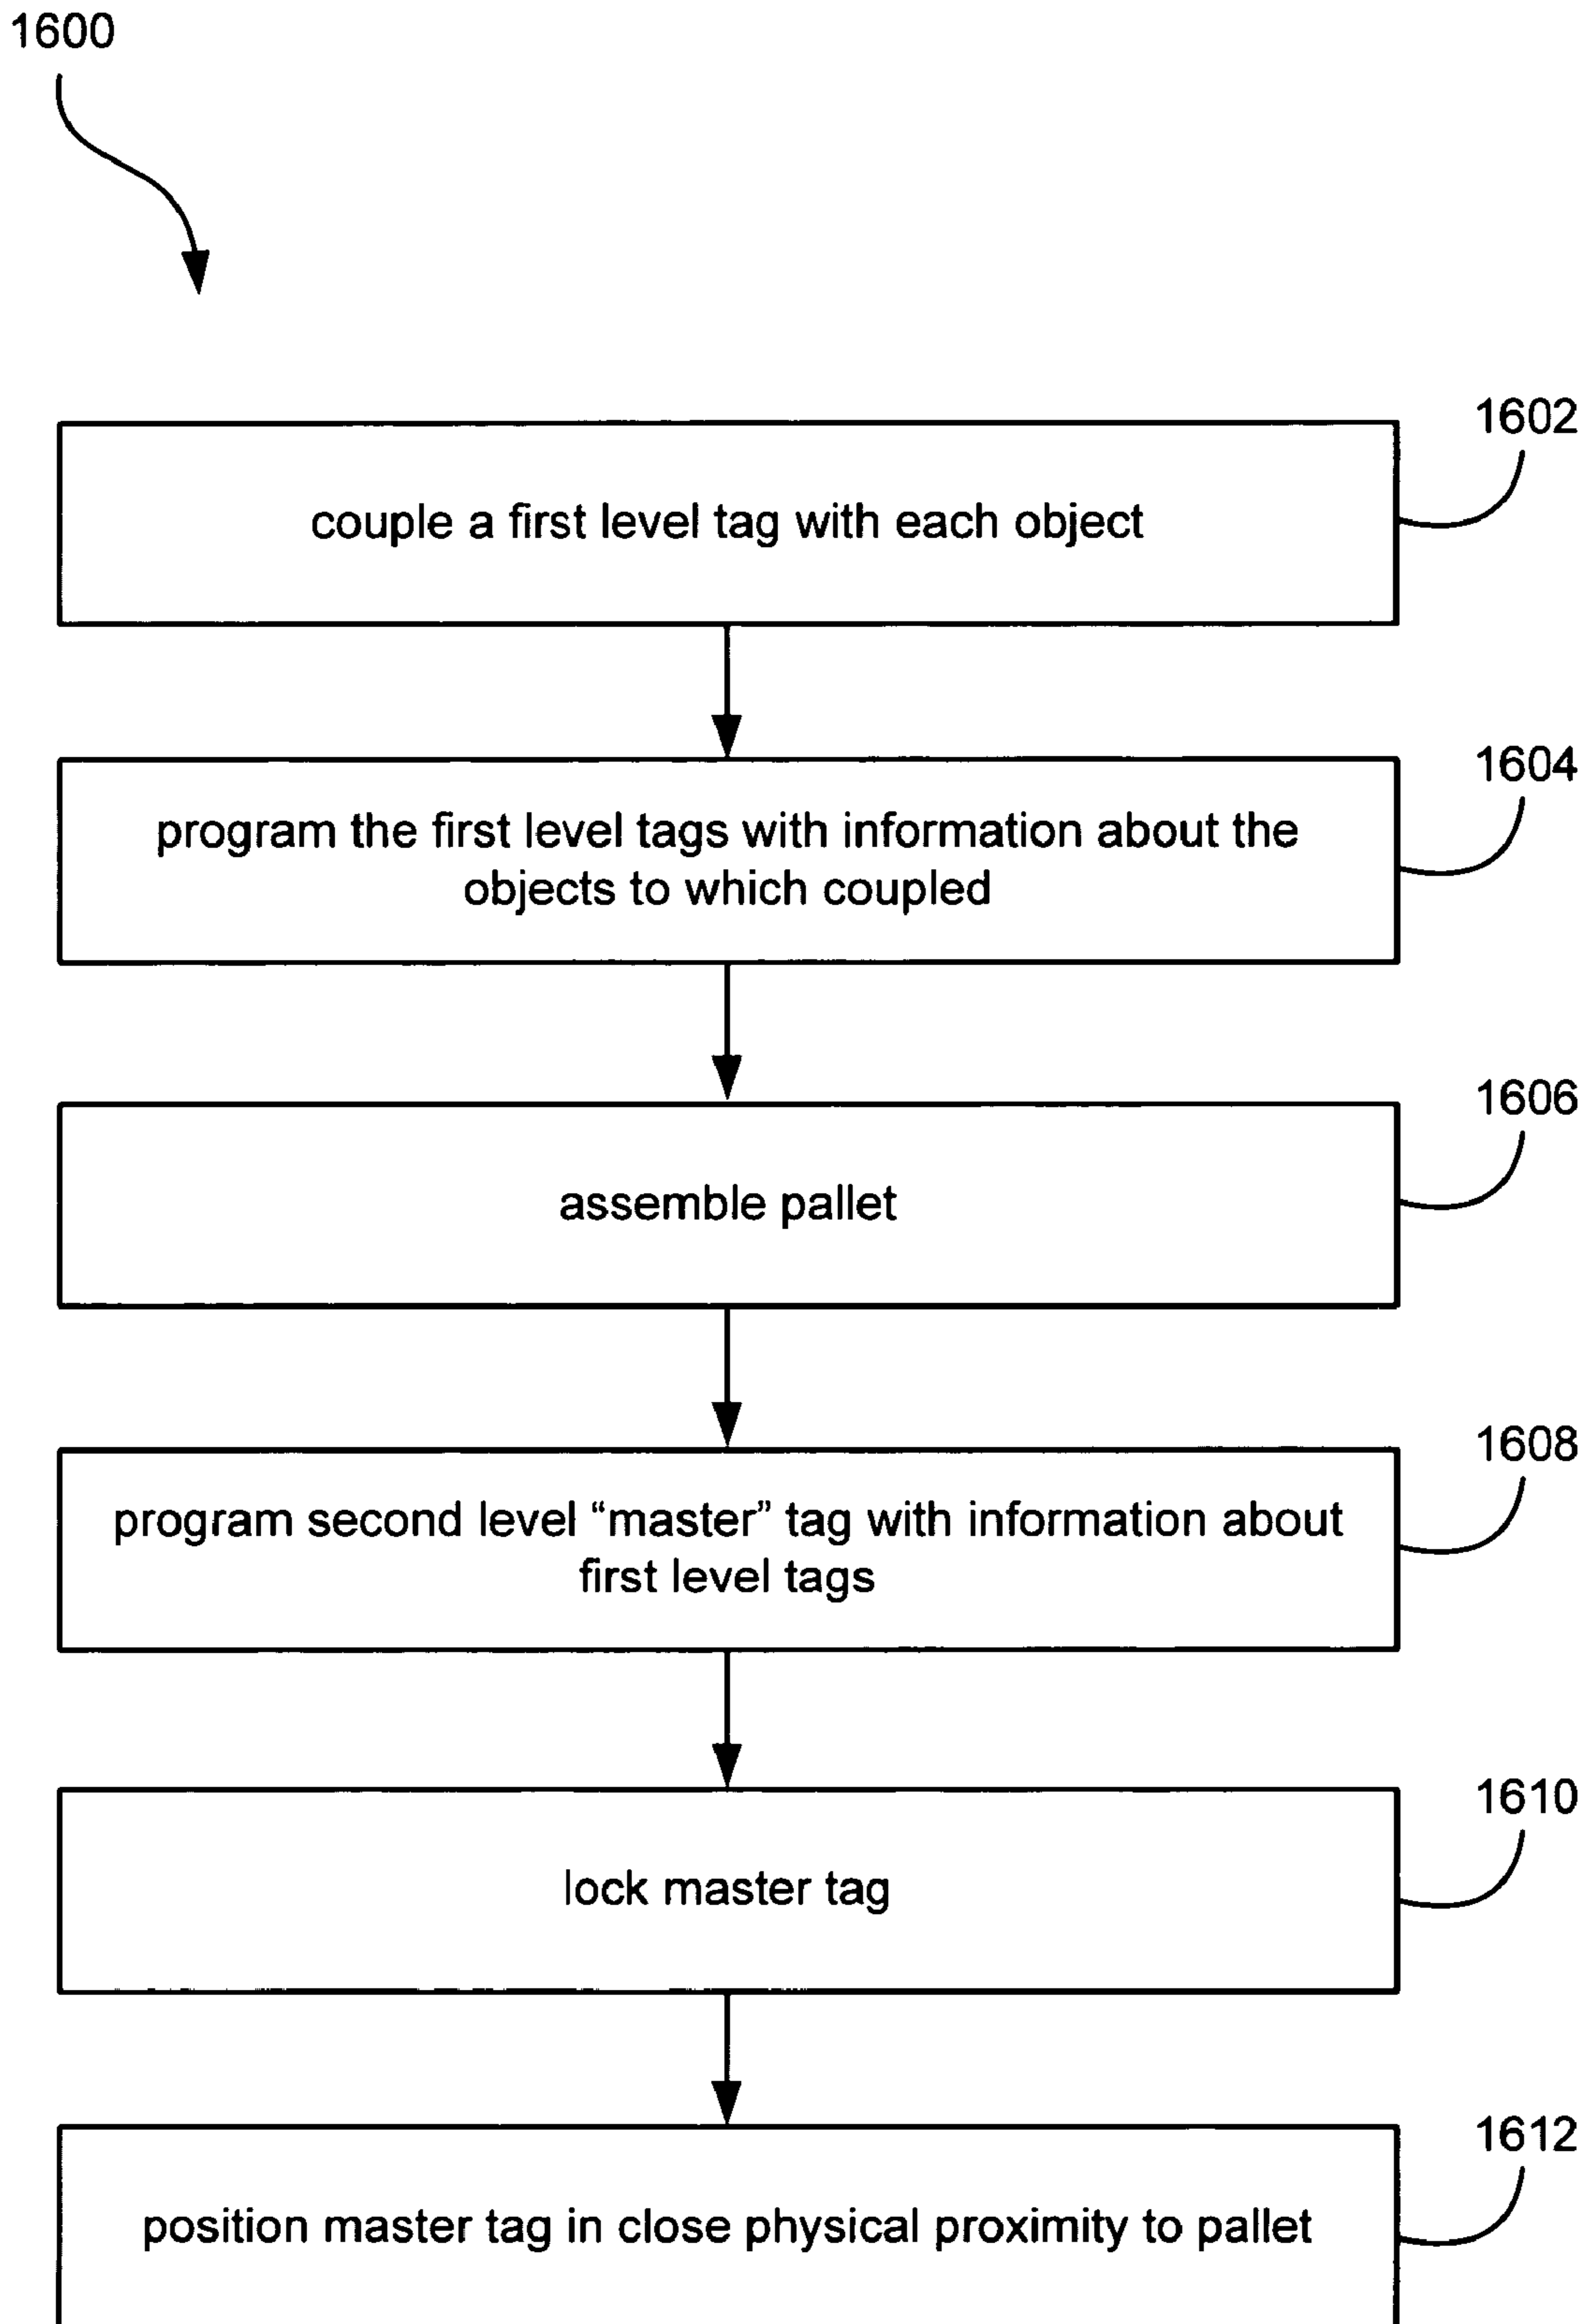 1600
1602
couple a first level tag with each object
1604
program the first level tags with information about the
objects to which coupled
1606
assemble pallet
1608
program second level “master” tag with information about
first level tags
1610
lock master tag
1612
position master tag in close physical proximity to pallet